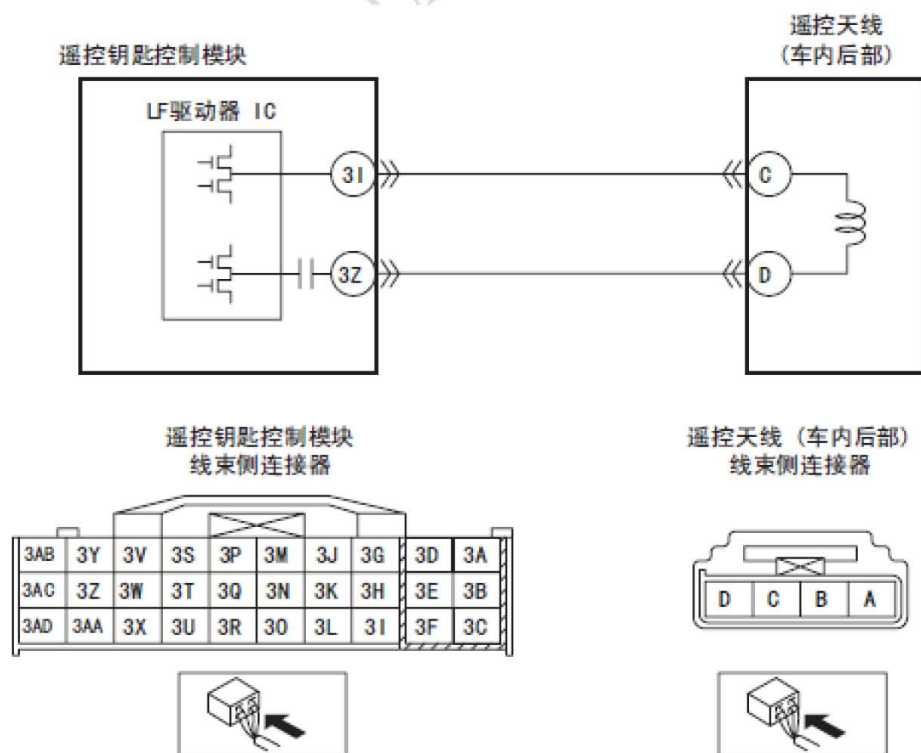 遥控钥匙控制模块
遥控天线
(车内后部)
LF驱动器 IC
3I
C
3Z
D
遥控钥匙控制模块
线束侧连接器
遥控天线 (车内后部)
线束侧连接器
3AB 3Y 3V 3S 3P 3M 3J 3G 3D 3A
3AC 3Z 3W 3T 3Q 3N 3K 3H 3E 3B
3AD 3AA 3X 3U 3R 3O 3L 3I 3F 3C
D C B A